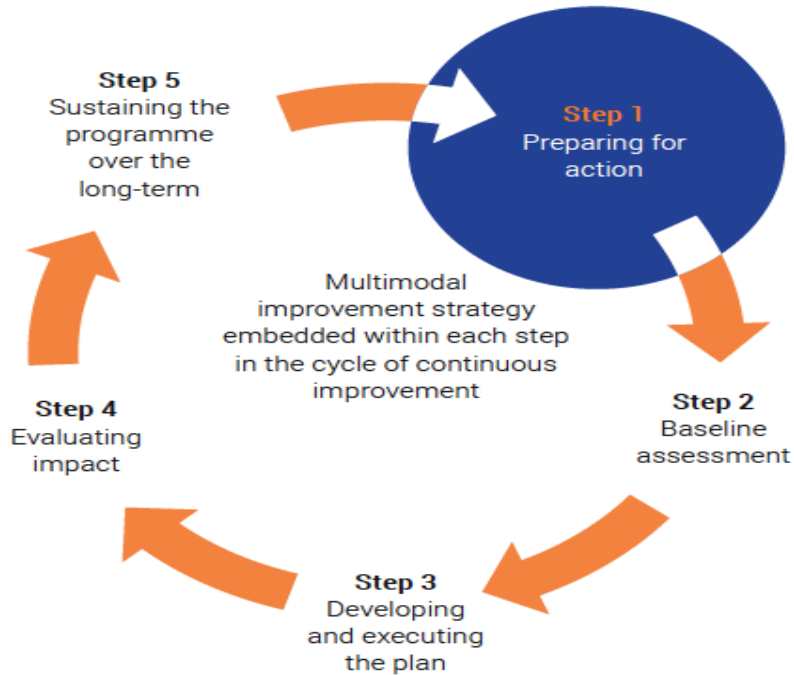 Step 1
Preparing for
action
Step 2
Baseline
assessment
Step 3
Developing
and executing
the plan
Step 4
Evaluating
impact
Step 5
Sustaining the
programme
over the
long-term
Multimodal
improvement strategy
embedded within each step
in the cycle of continuous
improvement